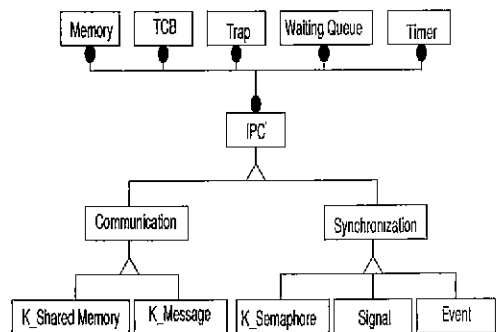 Memory
TCB
Trap
Waiting Queue
Timer
IPC
Communication
Synchronization
K_Shared Memory
K_Message
K_Semaphore
Signal
Event